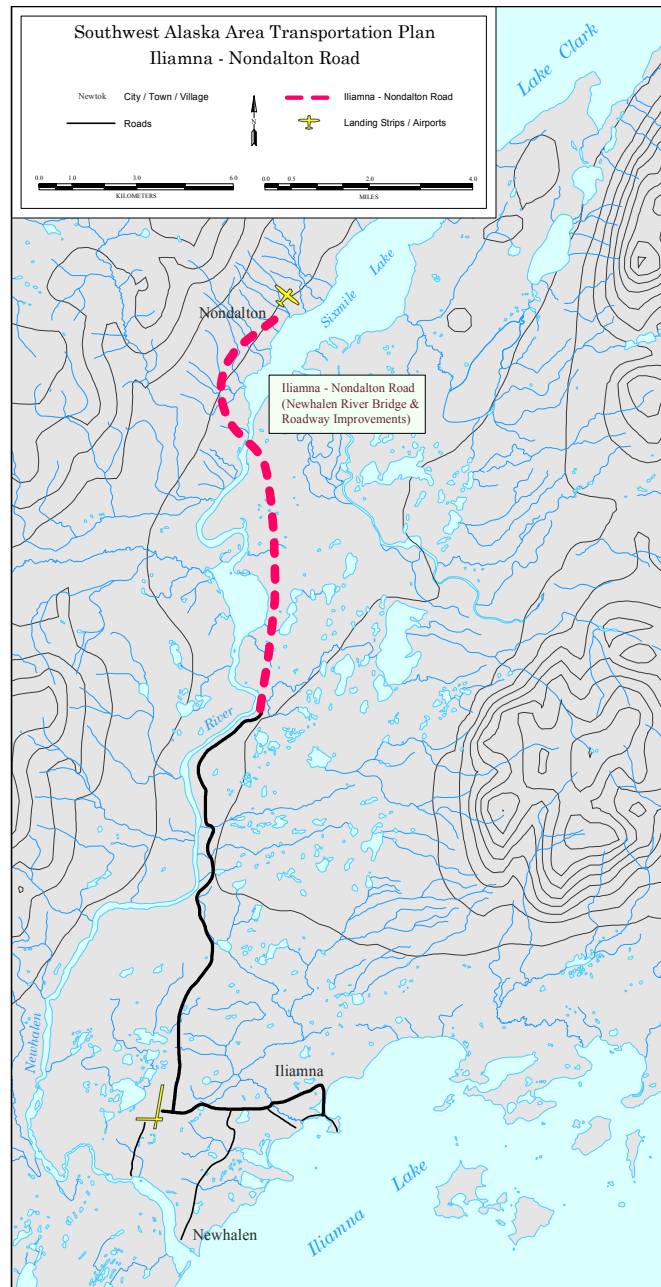 Southwest Alaska Area Transportation Plan
Iliamna - Nondalton Road
Newtok City / Town / Village
Roads
N
Iliamna - Nondalton Road
Landing Strips / Airports
0.0 1.0 3.0 6.0
KILOMETERS
0.0 0.5 2.0 4.0
MILES
Lake Clark
Sixmile Lake
Nondalton
Iliamna - Nondalton Road
(Newhalen River Bridge &
Roadway Improvements)
River
Newhalen
Iliamna
Iliamna Lake
Newhalen